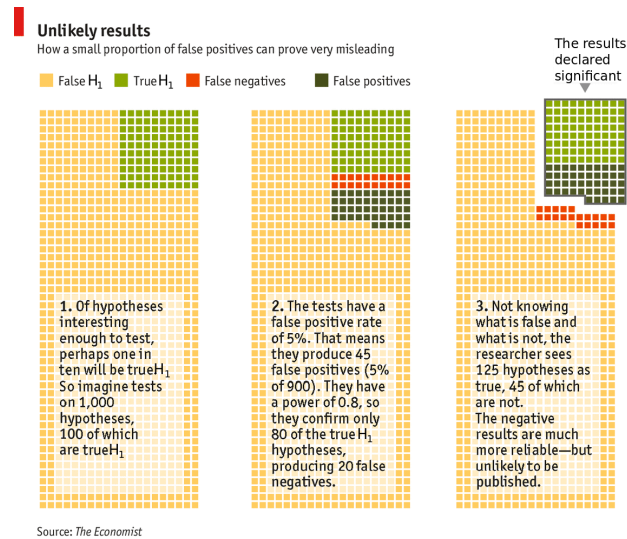 Unlikely results
How a small proportion of false positives can prove very misleading
False H₁
True H₁
False negatives
False positives
The results
declared
significant
1. Of hypotheses
interesting
enough to test,
perhaps one in
ten will be trueH₁
So imagine tests
on 1,000
hypotheses,
100 of which
are trueH₁
2. The tests have a
false positive rate
of 5%. That means
they produce 45
false positives (5%
of 900). They have
a power of 0.8, so
they confirm only
80 of the true H₁
hypotheses,
producing 20 false
negatives.
3. Not knowing
what is false and
what is not, the
researcher sees
125 hypotheses as
true, 45 of which
are not.
The negative
results are much
more reliable—but
unlikely to be
published.
Source: The Economist